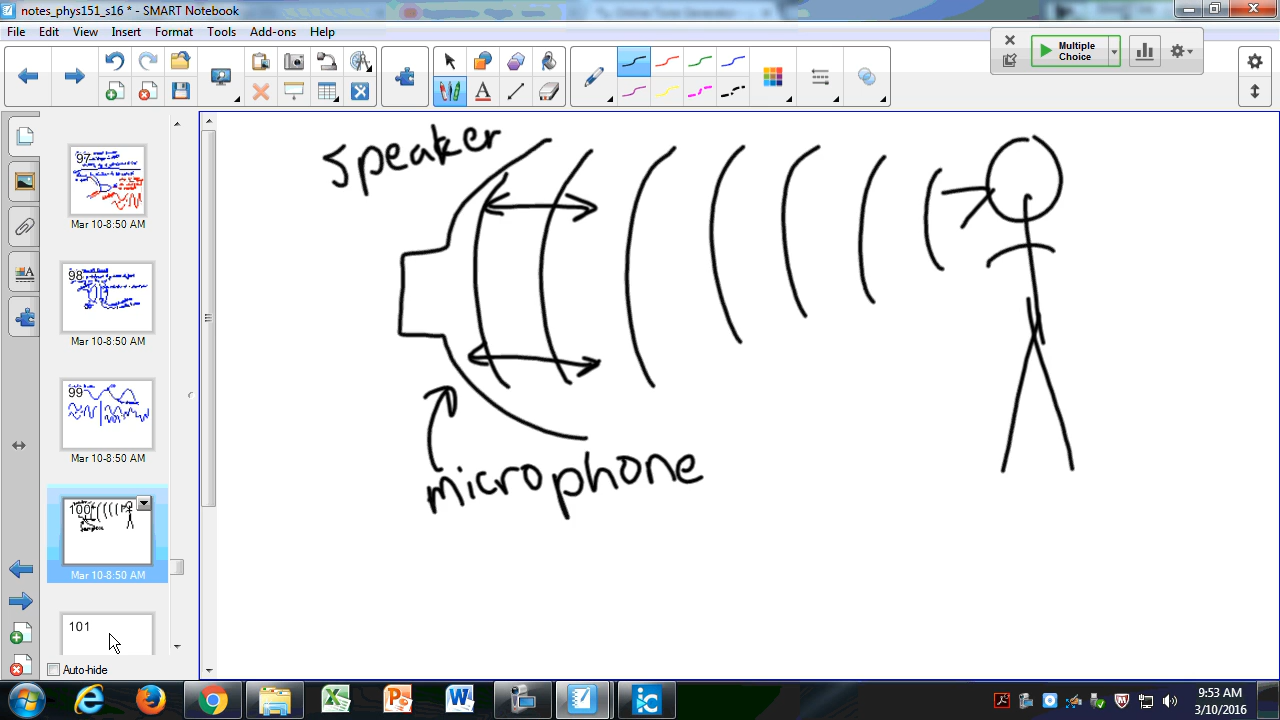 notes_phys151_s16 * - SMART Notebook
File Edit View Insert Format Tools Add-ons Help
Multiple
Choice
97
Mar 10-8:50 AM
98
Mar 10-8:50 AM
99
Mar 10-8:50 AM
100
Mar 10-8:50 AM
101
Auto-hide
speaker
microphone
9:53 AM
3/10/2016